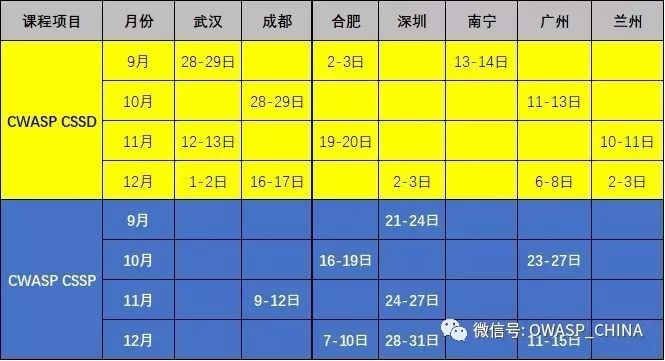 课程项目 月份 武汉 成都 合肥 深圳 南宁 广州 兰州
CWASP CSSD
9月 28-29日 2-3日 13-14日
10月 28-29日 11-13日
11月 12-13日 19-20日 10-11日
12月 1-2日 16-17日 2-3日 6-8日 2-3日
CWASP CSSP
9月 21-24日
10月 16-19日 23-27日
11月 9-12日 24-27日
12月 7-10日 28-31日 11-15日
微信号: OWASP_CHINA